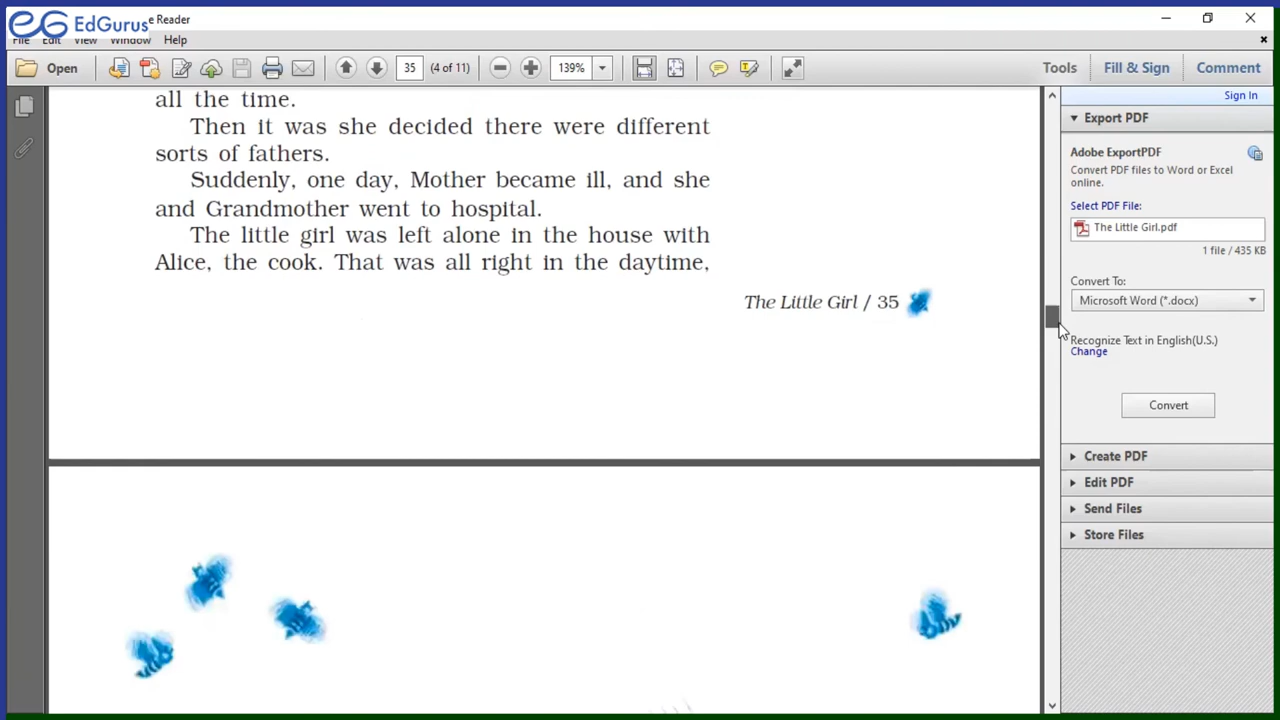 EdGurus e Reader
File Edit View Window Help
Open 35 (4 of 11) 139% Tools Fill & Sign Comment
Sign In
all the time.
Then it was she decided there were different
sorts of fathers.
Suddenly, one day, Mother became ill, and she
and Grandmother went to hospital.
The little girl was left alone in the house with
Alice, the cook. That was all right in the daytime,
The Little Girl / 35
Export PDF
Adobe ExportPDF
Convert PDF files to Word or Excel
online.
Select PDF File:
The Little Girl.pdf
1 file / 435 KB
Convert To:
Microsoft Word (*.docx)
Recognize Text in English(U.S.)
Change
Convert
Create PDF
Edit PDF
Send Files
Store Files